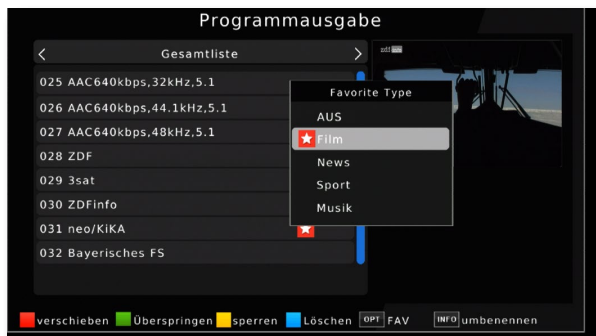 Programmausgabe
Gesamtliste
zdf neo
025 AAC640kbps,32kHz,5.1
026 AAC640kbps,44.1kHz,5.1
027 AAC640kbps,48kHz,5.1
028 ZDF
029 3sat
030 ZDFinfo
031 neo/KiKA
032 Bayerisches FS
Favorite Type
AUS
Film
News
Sport
Musik
verschieben Überspringen sperren Löschen OPT FAV INFO umbenennen